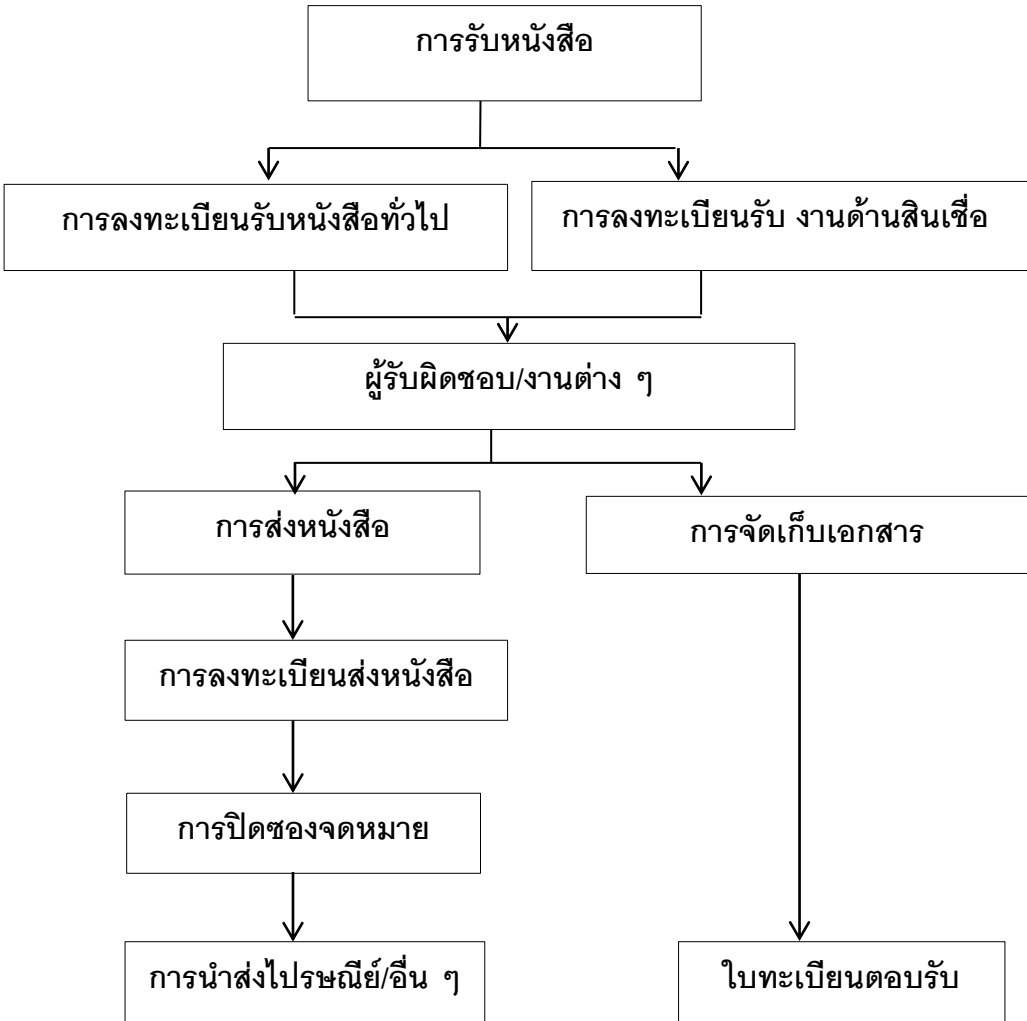 การรับหนังสือ
การลงทะเบียนรับหนังสือทั่วไป
การลงทะเบียนรับ งานด้านสินเชื่อ
ผู้รับผิดชอบ/งานต่าง ๆ
การส่งหนังสือ
การจัดเก็บเอกสาร
การลงทะเบียนส่งหนังสือ
การปิดซองจดหมาย
การนำส่งไปรษณีย์/อื่น ๆ
ใบทะเบียนตอบรับ